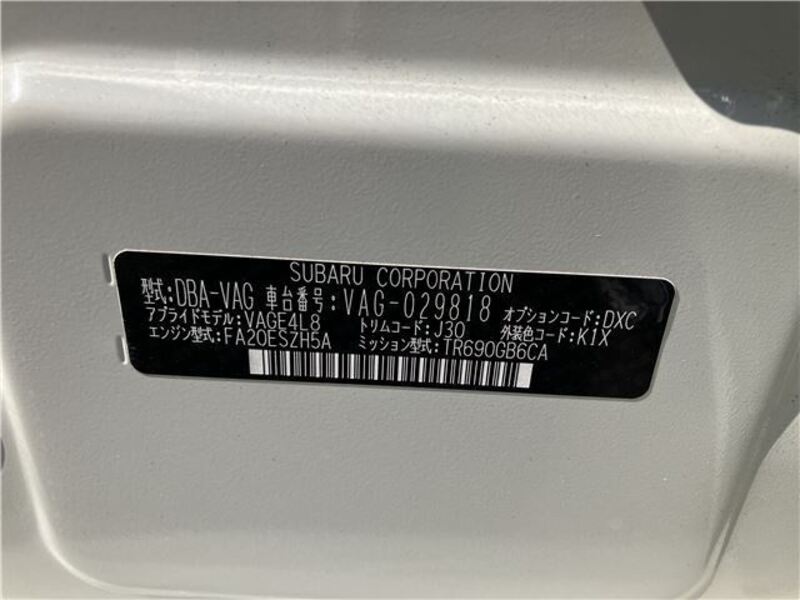 SUBARU CORPORATION
型式:DBA-VAG 車台番号:VAG-029818 オプションコード:DXC
アプライドモデル:VAGE4L8 トリムコード:J30 外装色コード:K1X
エンジン型式:FA20ESZH5A ミッション型式:TR690GB6CA